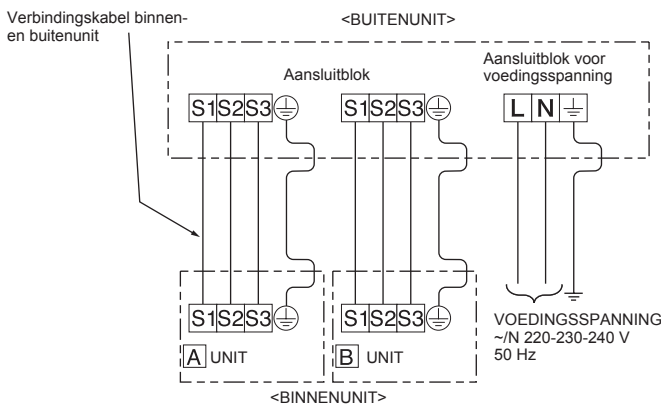 Verbindingskabel binnen-
en buitenunit
<BUITENUNIT>
Aansluitblok
Aansluitblok voor
voedingsspanning
S1 S2 S3
S1 S2 S3
L N
S1 S2 S3
S1 S2 S3
A UNIT
B UNIT
VOEDINGSSPANNING
~/N 220-230-240 V
50 Hz
<BINNENUNIT>